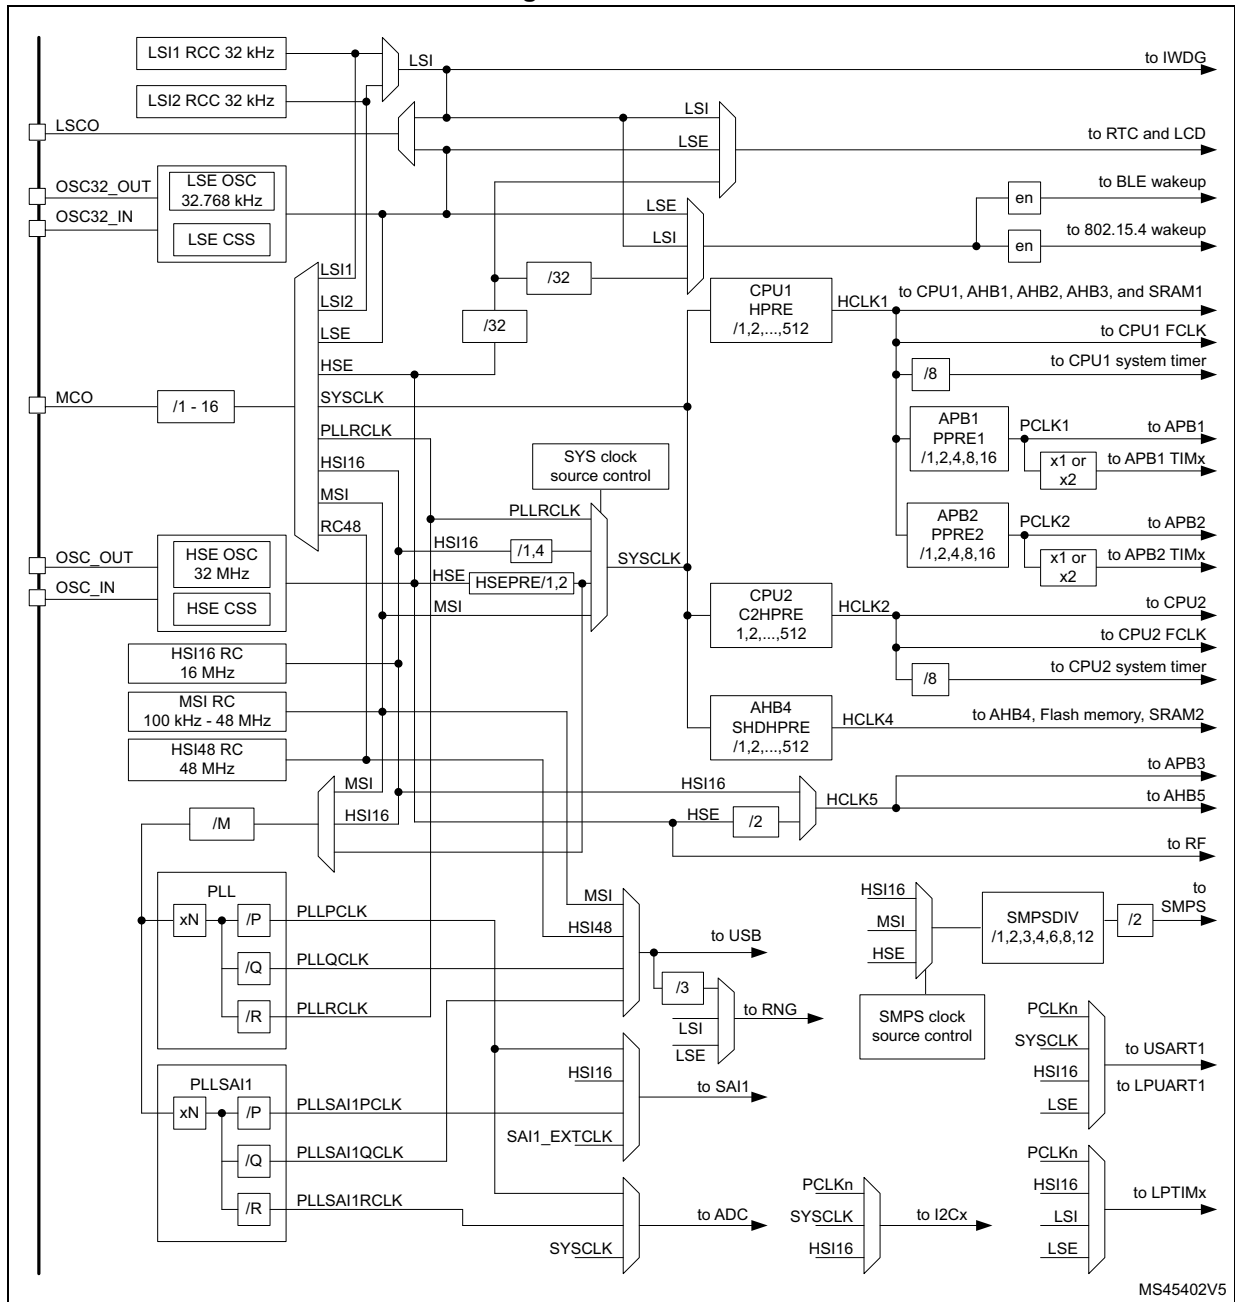 LSI1 RCC 32 kHz
LSI
to IWDG
LSI2 RCC 32 kHz
LSCO
LSI
LSE
to RTC and LCD
OSC32_OUT
OSC32_IN
LSE OSC
32.768 kHz
LSE CSS
LSE
LSI
en
to BLE wakeup
en
to 802.15.4 wakeup
/32
/32
LSI1
LSI2
LSE
HSE
SYSCLK
PLLRCLK
HSI16
MSI
RC48
MCO
/1 - 16
CPU1
HPRE
/1,2,...,512
HCLK1
to CPU1, AHB1, AHB2, AHB3, and SRAM1
to CPU1 FCLK
/8
to CPU1 system timer
APB1
PPRE1
/1,2,4,8,16
PCLK1
to APB1
x1 or
x2
to APB1 TIMx
APB2
PPRE2
/1,2,4,8,16
PCLK2
to APB2
x1 or
x2
to APB2 TIMx
SYS clock
source control
PLLRCLK
HSI16
/1,4
HSE
HSEPRE/1,2
MSI
SYSCLK
OSC_OUT
OSC_IN
HSE OSC
32 MHz
HSE CSS
CPU2
C2HPRE
1,2,...,512
HCLK2
to CPU2
to CPU2 FCLK
/8
to CPU2 system timer
HSI16 RC
16 MHz
MSI RC
100 kHz - 48 MHz
HSI48 RC
48 MHz
AHB4
SHDHPRE
/1,2,...,512
HCLK4
to AHB4, Flash memory, SRAM2
MSI
HSI16
/M
HSI16
HSE
/2
HCLK5
to APB3
to AHB5
to RF
PLL
xN
/P
/Q
/R
PLLPCLK
PLLQCLK
PLLRCLK
MSI
HSI48
to USB
/3
LSI
LSE
to RNG
HSI16
MSI
HSE
SMPSDIV
/1,2,3,4,6,8,12
/2
to
SMPS
SMPS clock
source control
PCLKn
SYSCLK
HSI16
LSE
to USART1
to LPUART1
PLLSAI1
xN
/P
/Q
/R
PLLSAI1PCLK
PLLSAI1QCLK
PLLSAI1RCLK
HSI16
SAI1_EXTCLK
to SAI1
SYSCLK
to ADC
PCLKn
SYSCLK
HSI16
to I2Cx
PCLKn
HSI16
LSI
LSE
to LPTIMx
MS45402V5